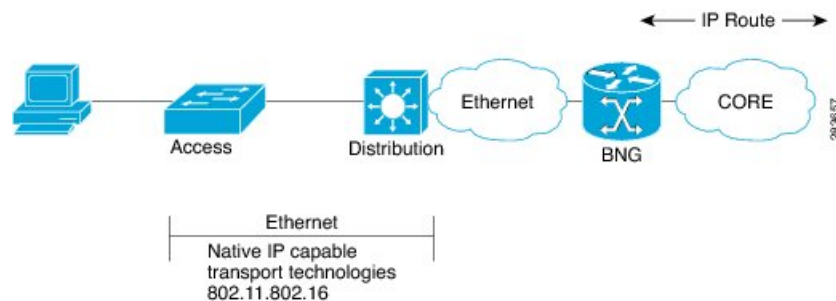 IP Route
Ethernet
CORE
Access
Distribution
BNG
Ethernet
Native IP capable
transport technologies
802.11.802.16